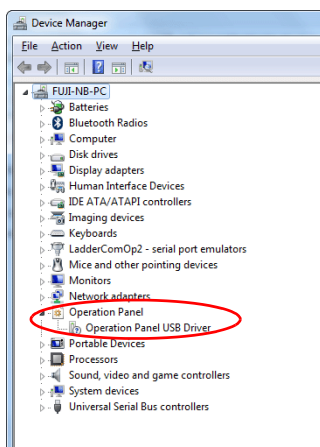 Device Manager
File Action View Help
FUJI-NB-PC
Batteries
Bluetooth Radios
Computer
Disk drives
Display adapters
Human Interface Devices
IDE ATA/ATAPI controllers
Imaging devices
Keyboards
LadderComOp2 - serial port emulators
Mice and other pointing devices
Monitors
Network adapters
Operation Panel
Operation Panel USB Driver
Portable Devices
Processors
Sound, video and game controllers
System devices
Universal Serial Bus controllers